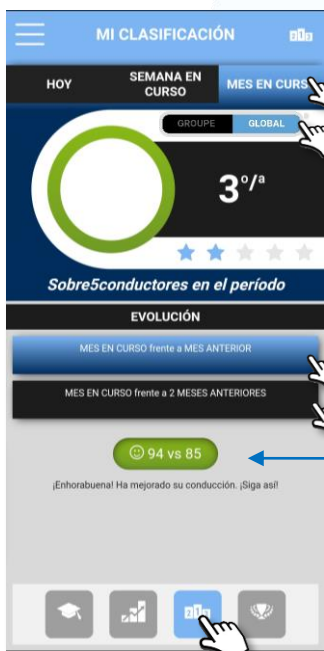 MI CLASIFICACIÓN
HOY
SEMANA EN
CURSO
MES EN CURSO
GROUPE
GLOBAL
3º/ª
Sobre5conductores en el período
EVOLUCIÓN
MES EN CURSO frente a MES ANTERIOR
MES EN CURSO frente a 2 MESES ANTERIORES
94 vs 85
¡Enhorabuena! Ha mejorado su conducción. ¡Siga así!